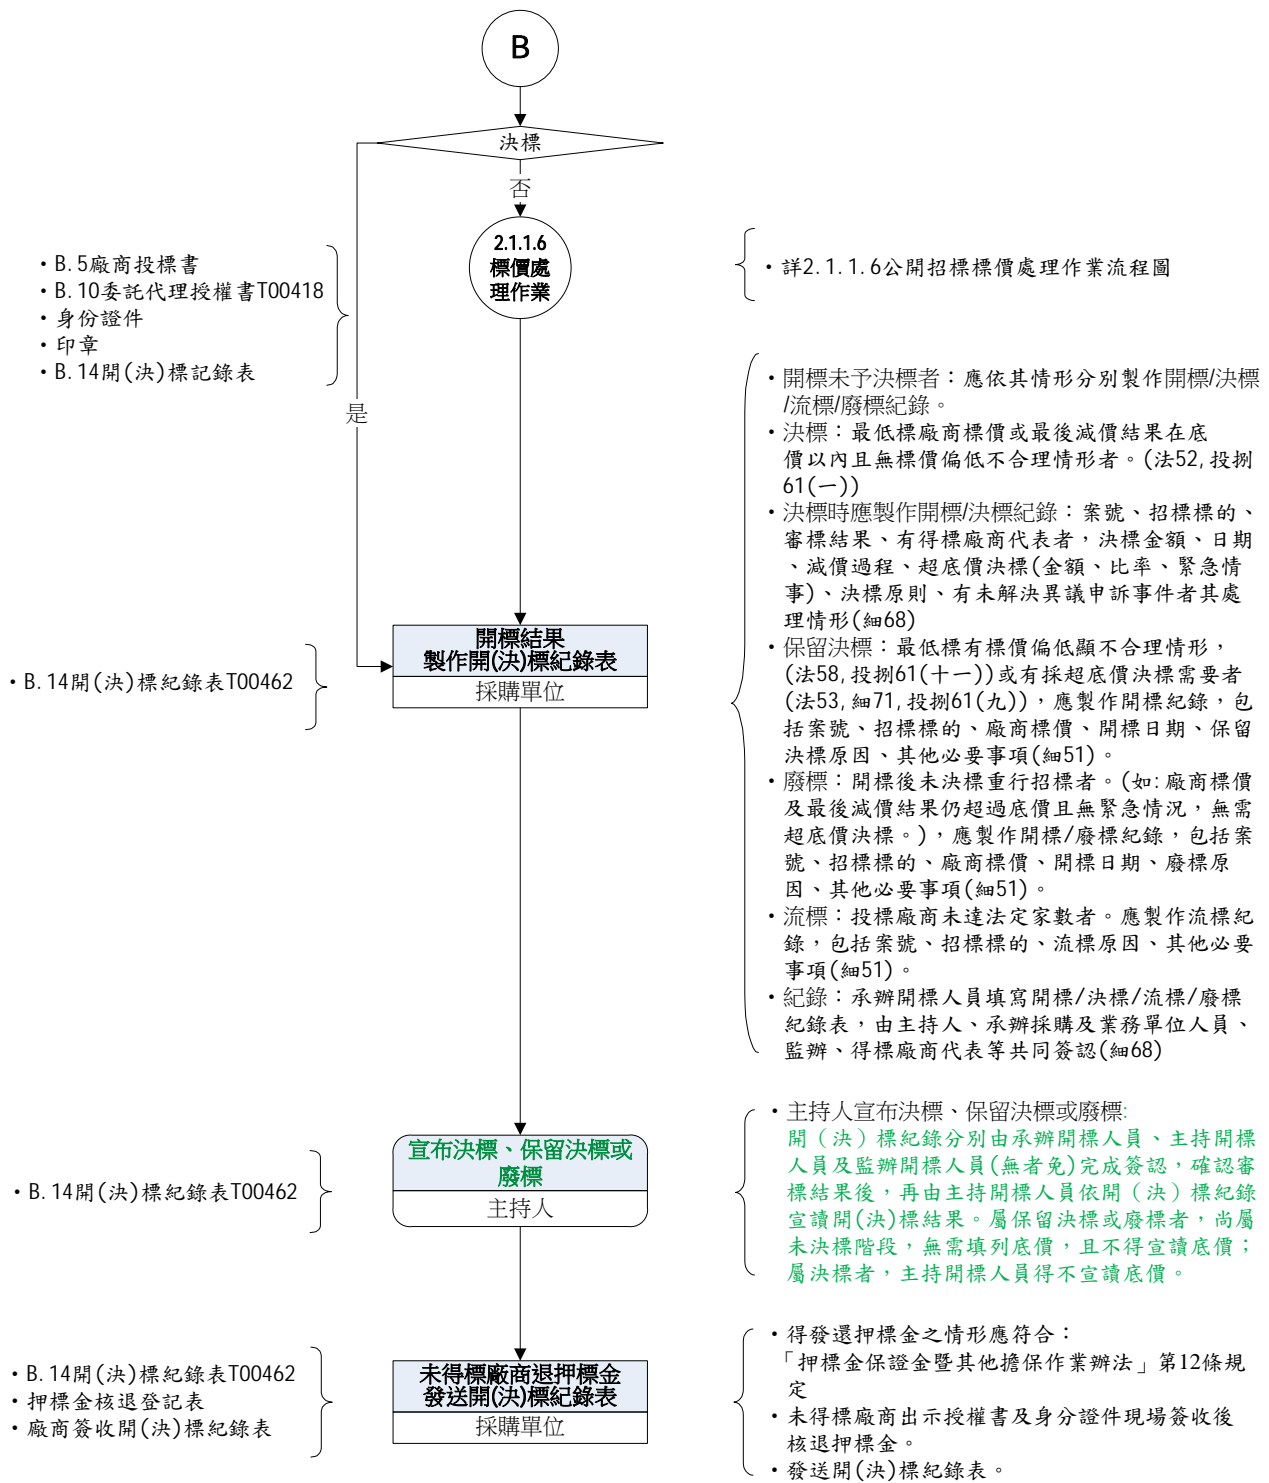 B
決標
否
2.1.1.6
標價處
理作業
・B.5廠商投標書
・B.10委託代理授權書T00418
・身份證件
・印章
・B.14開(決)標記錄表
・詳2.1.1.6公開招標標價處理作業流程圖
是
・開標未予決標者：應依其情形分別製作開標/決標
/流標/廢標紀錄。
・決標：最低標廠商標價或最後減價結果在底
價以內且無標價偏低不合理情形者。(法52,投捌
61(一))
・決標時應製作開標/決標紀錄：案號、招標標的、
審標結果、有得標廠商代表者，決標金額、日期
、減價過程、超底價決標(金額、比率、緊急情
事)、決標原則、有未解決異議申訴事件者其處
理情形(細68)
・保留決標：最低標有標價偏低顯不合理情形，
(法58,投捌61(十一))或有採超底價決標需要者
(法53,細71,投捌61(九))，應製作開標紀錄，包
括案號、招標標的、廠商標價、開標日期、保留
決標原因、其他必要事項(細51)。
・廢標：開標後未決標重行招標者。(如:廠商標價
及最後減價結果仍超過底價且無緊急情況，無需
超底價決標。)，應製作開標/廢標紀錄，包括案
號、招標標的、廠商標價、開標日期、廢標原
因、其他必要事項(細51)。
・流標：投標廠商未達法定家數者。應製作流標紀
錄，包括案號、招標標的、流標原因、其他必要
事項(細51)。
・紀錄：承辦開標人員填寫開標/決標/流標/廢標
紀錄表，由主持人、承辦採購及業務單位人員、
監辦、得標廠商代表等共同簽認(細68)
開標結果
製作開(決)標紀錄表
採購單位
・B.14開(決)標紀錄表T00462
宣布決標、保留決標或
廢標
主持人
・B.14開(決)標紀錄表T00462
・主持人宣布決標、保留決標或廢標:
開（決）標紀錄分別由承辦開標人員、主持開標
人員及監辦開標人員(無者免)完成簽認，確認審
標結果後，再由主持開標人員依開（決）標紀錄
宣讀開(決)標結果。屬保留決標或廢標者，尚屬
未決標階段，無需填列底價，且不得宣讀底價；
屬決標者，主持開標人員得不宣讀底價。
未得標廠商退押標金
發送開(決)標紀錄表
採購單位
・B.14開(決)標紀錄表T00462
・押標金核退登記表
・廠商簽收開(決)標紀錄表
・得發還押標金之情形應符合：
「押標金保證金暨其他擔保作業辦法」第12條規
定
・未得標廠商出示授權書及身分證件現場簽收後
核退押標金。
・發送開(決)標紀錄表。